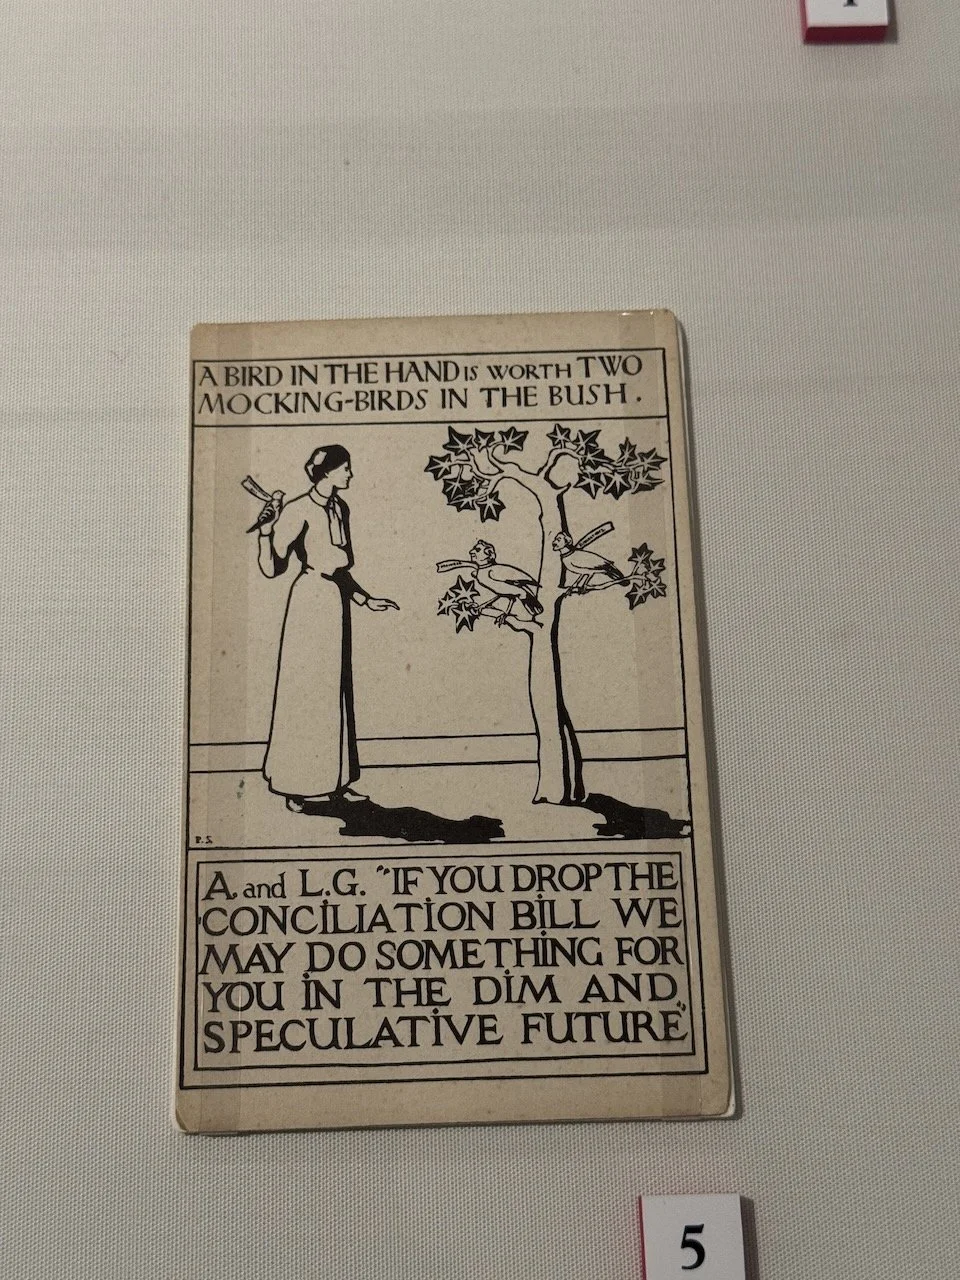 A BIRD IN THE HAND IS WORTH TWO
MOCKING-BIRDS IN THE BUSH.
P.S.
A. and L.G. "IF YOU DROP THE
CONCILIATION BILL WE
MAY DO SOMETHING FOR
YOU IN THE DIM AND
SPECULATIVE FUTURE"
5